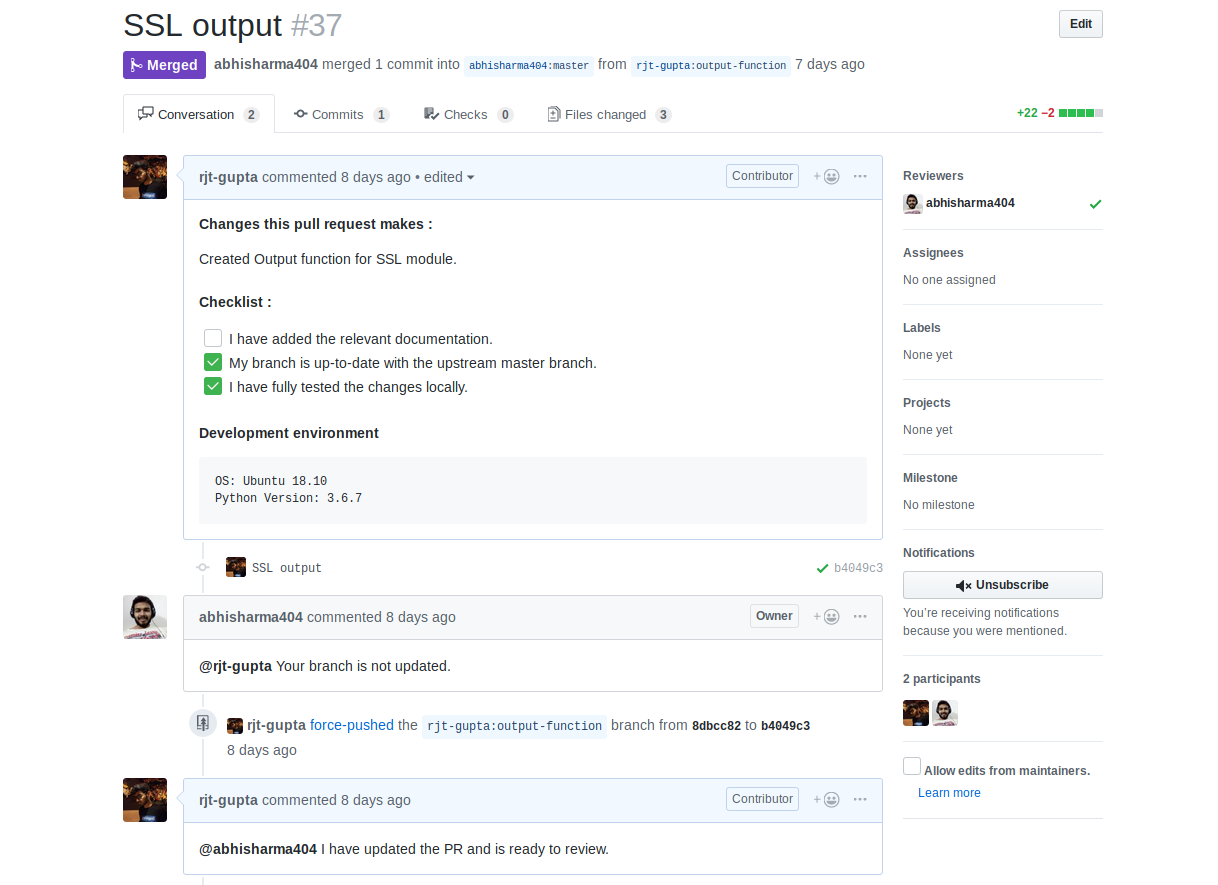 SSL output #37
Edit
Merged abhisharma404 merged 1 commit into abhisharma404:master from rjt-gupta:output-function 7 days ago
Conversation 2 Commits 1 Checks 0 Files changed 3 +22 −2
rjt-gupta commented 8 days ago • edited Contributor
Changes this pull request makes :
Created Output function for SSL module.
Checklist :
I have added the relevant documentation.
My branch is up-to-date with the upstream master branch.
I have fully tested the changes locally.
Development environment
OS: Ubuntu 18.10
Python Version: 3.6.7
SSL output b4049c3
abhisharma404 commented 8 days ago Owner
@rjt-gupta Your branch is not updated.
rjt-gupta force-pushed the rjt-gupta:output-function branch from 8dbcc82 to b4049c3
8 days ago
rjt-gupta commented 8 days ago Contributor
@abhisharma404 I have updated the PR and is ready to review.
Reviewers
abhisharma404
Assignees
No one assigned
Labels
None yet
Projects
None yet
Milestone
No milestone
Notifications
Unsubscribe
You're receiving notifications
because you were mentioned.
2 participants
Allow edits from maintainers.
Learn more